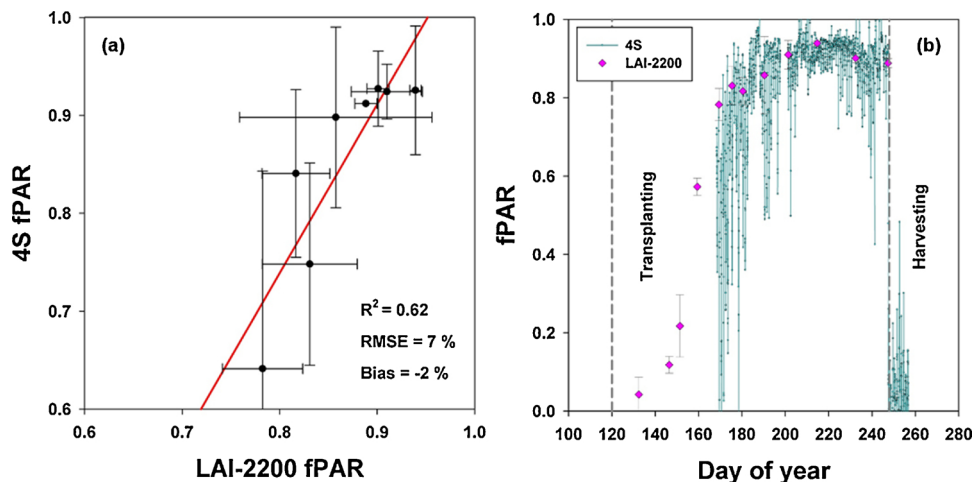 (a)
4S fPAR
1.0
0.9
0.8
0.7
0.6
R² = 0.62
RMSE = 7 %
Bias = -2 %
0.6 0.7 0.8 0.9 1.0
LAI-2200 fPAR
(b)
4S
LAI-2200
fPAR
1.0
0.8
0.6
0.4
0.2
0.0
Transplanting
Harvesting
100 120 140 160 180 200 220 240 260 280
Day of year